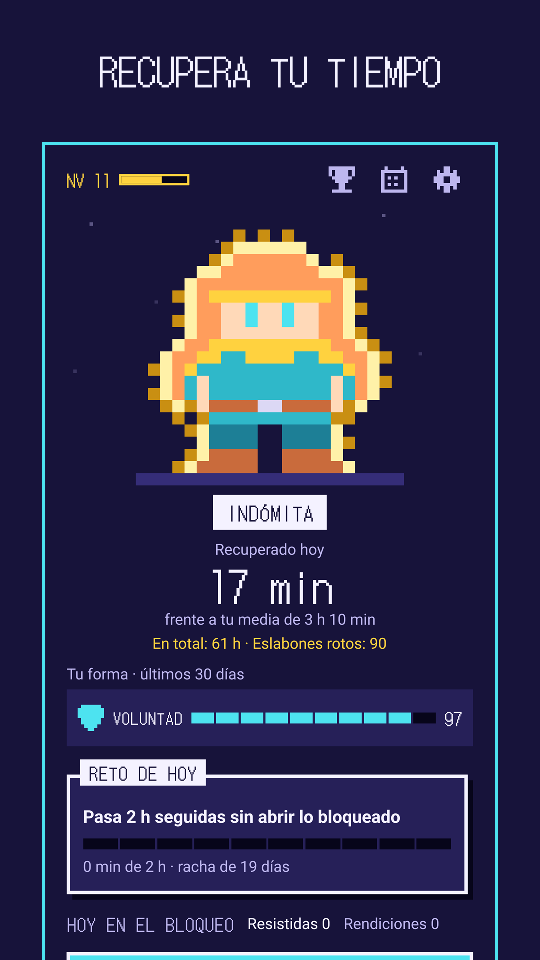 RECUPERA TU TIEMPO
NV 11
INDÓMITA
Recuperado hoy
17 min
frente a tu media de 3 h 10 min
En total: 61 h · Eslabones rotos: 90
Tu forma · últimos 30 días
VOLUNTAD 97
RETO DE HOY
Pasa 2 h seguidas sin abrir lo bloqueado
0 min de 2 h · racha de 19 días
HOY EN EL BLOQUEO Resistidas 0 Rendiciones 0